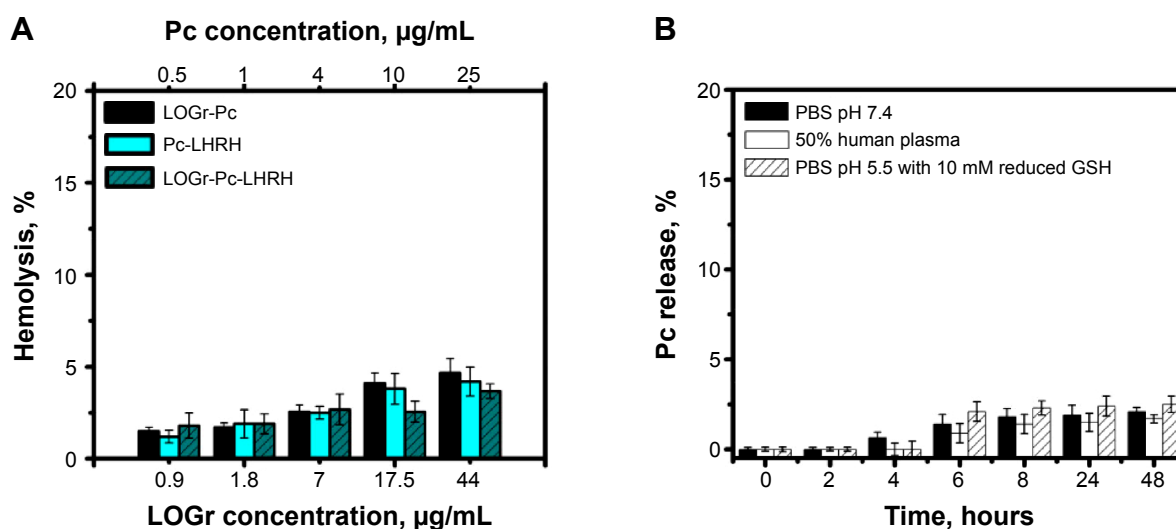 A
Pc concentration, µg/mL
0.5 1 4 10 25
20
15
10
5
0
Hemolysis, %
LOGr-Pc
Pc-LHRH
LOGr-Pc-LHRH
0.9 1.8 7 17.5 44
LOGr concentration, µg/mL
B
20
15
10
5
0
Pc release, %
PBS pH 7.4
50% human plasma
PBS pH 5.5 with 10 mM reduced GSH
0 2 4 6 8 24 48
Time, hours